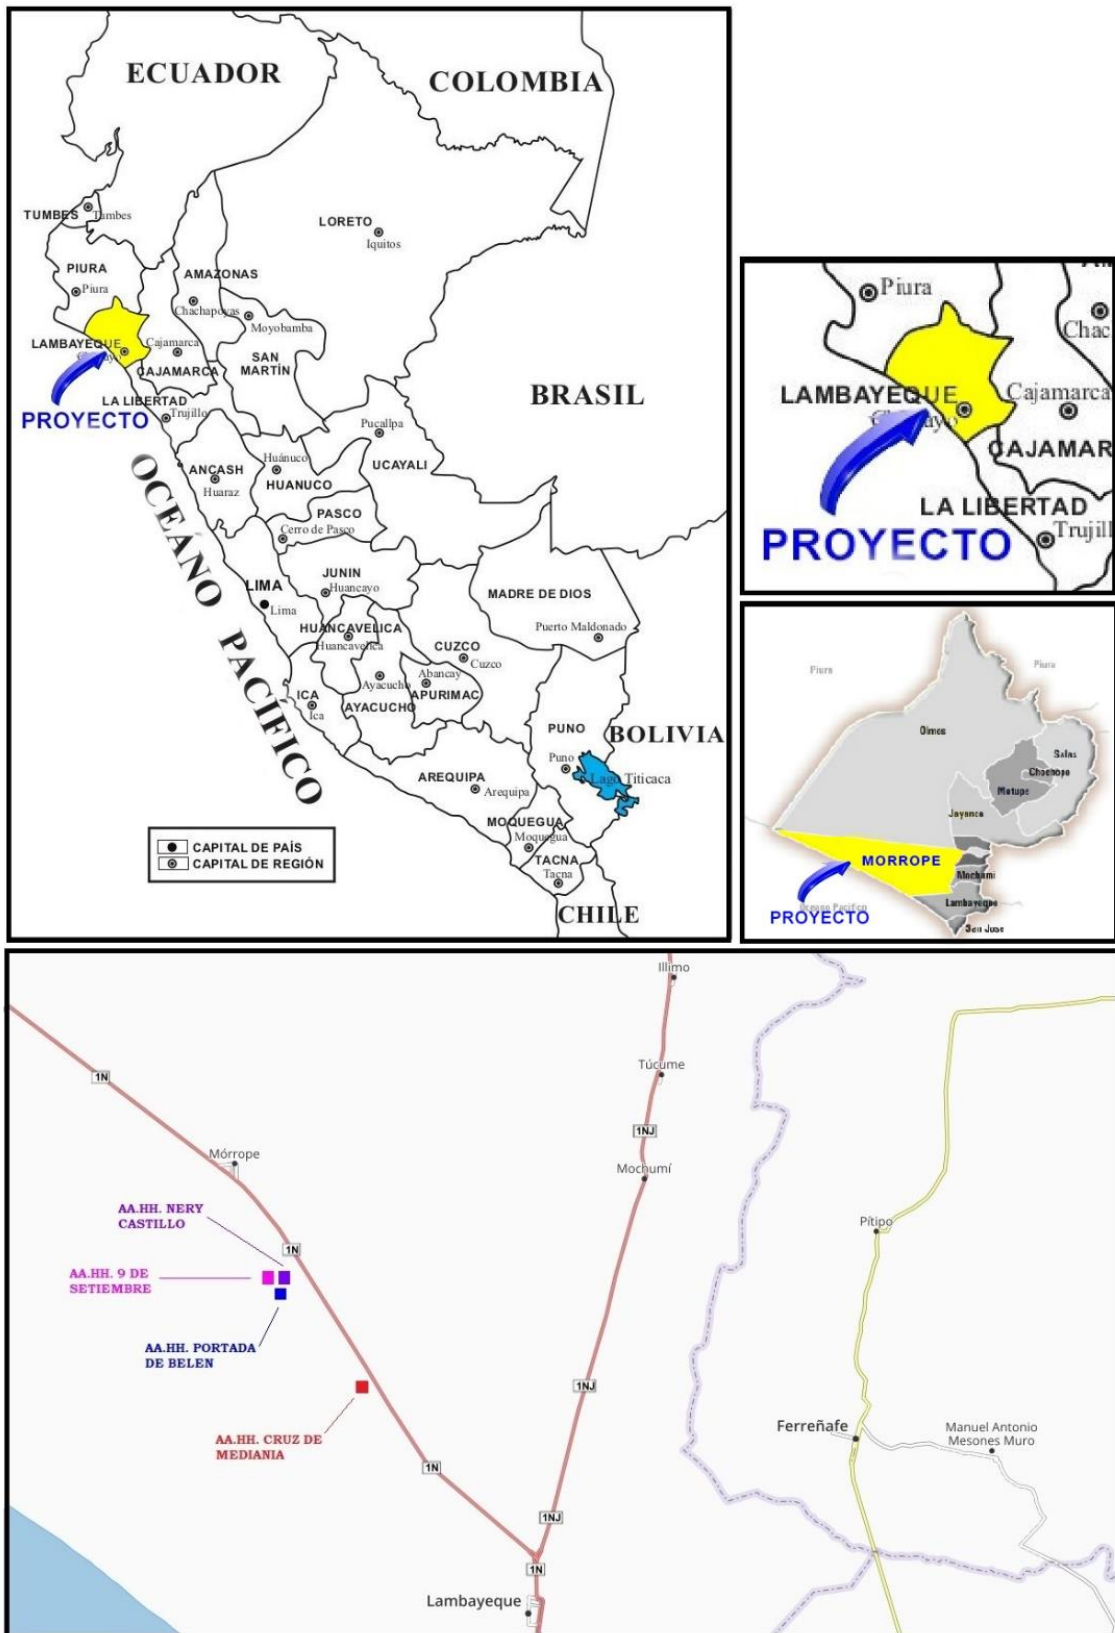 ECUADOR
COLOMBIA
TUMBES
Tumbes
LORETO
Iquitos
PIURA
Piura
AMAZONAS
Chachapoyas
Moyobamba
LAMBAYEQUE
Cajamarca
CAJAMARCA
SAN
MARTÍN
BRASIL
LA LIBERTAD
Trujillo
PROYECTO
Pucallpa
UCAYALI
ANCASH
Huaraz
Huánuco
HUANUCO
PASCO
Cerro de Pasco
OCEÁNO PACÍFICO
LIMA
Lima
JUNIN
Huancayo
MADRE DE DIOS
Puerto Maldonado
HUANCAVELICA
Huancavelica
CUZCO
Cuzco
Ayacucho
AYACUCHO
Abancay
APURIMAC
ICA
Ica
PUNO
Puno
BOLIVIA
Lago Titicaca
AREQUIPA
Arequipa
MOQUEGUA
Moquegua
TACNA
Tacna
CHILE
CAPITAL DE PAÍS
CAPITAL DE REGIÓN
Piura
Chac
LAMBAYEQUE
Cajamarca
CAJAMAR
LA LIBERTAD
Trujill
PROYECTO
Piura
Piura
Olmos
Salas
Chochope
Motupe
Jayanca
MORROPE
Mochumi
Lambayeque
Oceano Pacifico
PROYECTO
San Jose
Illimo
1N
Túcume
1NJ
Mórrope
Mochumí
AA.HH. NERY
CASTILLO
Pítipo
1N
AA.HH. 9 DE
SETIEMBRE
AA.HH. PORTADA
DE BELEN
1NJ
AA.HH. CRUZ DE
MEDIANIA
Ferreñafe
Manuel Antonio
Mesones Muro
1N
1NJ
1N
Lambayeque